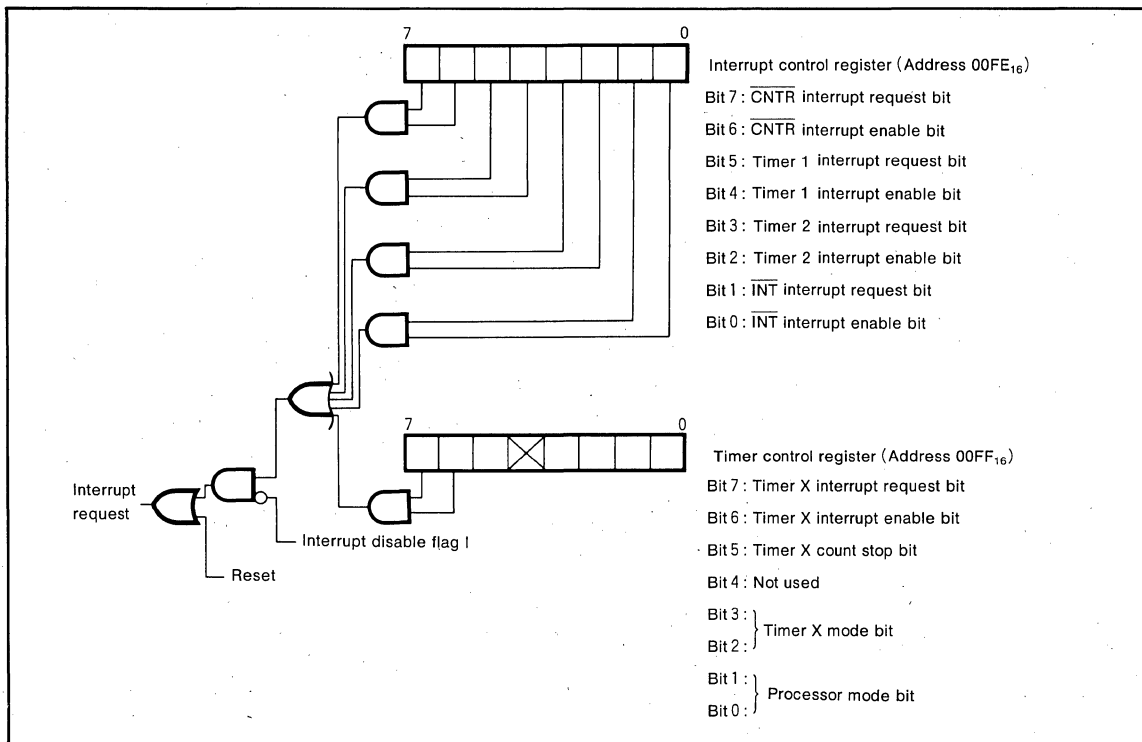 7 0
Interrupt control register (Address 00FE₁₆)
Bit 7 : C̅N̅T̅R̅ interrupt request bit
Bit 6 : C̅N̅T̅R̅ interrupt enable bit
Bit 5 : Timer 1 interrupt request bit
Bit 4 : Timer 1 interrupt enable bit
Bit 3 : Timer 2 interrupt request bit
Bit 2 : Timer 2 interrupt enable bit
Bit 1 : I̅N̅T̅ interrupt request bit
Bit 0 : I̅N̅T̅ interrupt enable bit
7 0
Timer control register (Address 00FF₁₆)
Bit 7 : Timer X interrupt request bit
Bit 6 : Timer X interrupt enable bit
Bit 5 : Timer X count stop bit
Bit 4 : Not used
Bit 3 :
Timer X mode bit
Bit 2 :
Bit 1 :
Processor mode bit
Bit 0 :
Interrupt
request
Interrupt disable flag I
Reset